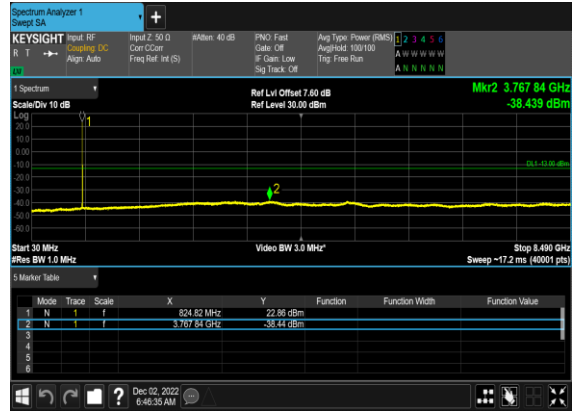 Spectrum Analyzer 1
Swept SA
KEYSIGHT Input: RF Input Z: 50 Ω #Atten: 40 dB PNO: Fast Avg Type: Power (RMS) 1 2 3 4 5 6
R T Coupling: DC Corr CCorr Gate: Off Avg|Hold: 100/100 A W W W W W
Align: Auto Freq Ref: Int (S) IF Gain: Low Trig: Free Run
Sig Track: Off A N N N N N
1 Spectrum Ref Lvl Offset 7.60 dB Mkr2 3.767 84 GHz
Scale/Div 10 dB Ref Level 30.00 dBm -38.439 dBm
Log
1
20.0
10.0
0.00
-10.0 DL1 -13.00 dBm
-20.0
-30.0 2
-40.0
-50.0
-60.0
Start 30 MHz Video BW 3.0 MHz* Stop 8.490 GHz
#Res BW 1.0 MHz Sweep ~17.2 ms (40001 pts)
5 Marker Table
Mode Trace Scale X Y Function Function Width Function Value
1 N 1 f 824.82 MHz 22.86 dBm
2 N 1 f 3.767 84 GHz -38.44 dBm
3
4
5
6
? Dec 02, 2022
6:46:35 AM